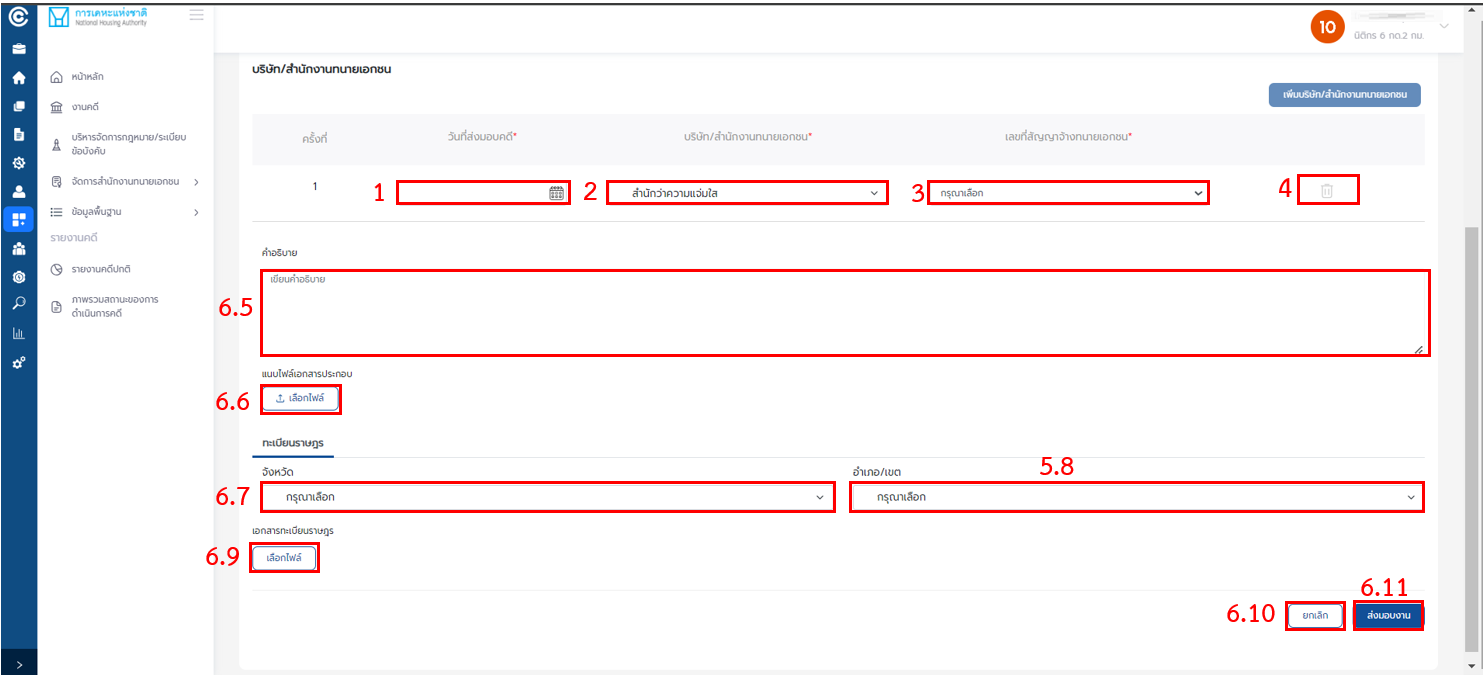 การเคหะแห่งชาติ
National Housing Authority
10
นิติกร 6 กด.2 กม.
หน้าหลัก
งานคดี
บริหารจัดการกฎหมาย/ระเบียบ
ข้อบังคับ
จัดการสำนักงานทนายเอกชน
ข้อมูลพื้นฐาน
รายงานคดี
รายงานคดีปกติ
ภาพรวมสถานะของการ
ดำเนินการคดี
บริษัท/สำนักงานทนายเอกชน
เพิ่มบริษัท/สำนักงานทนายเอกชน
ครั้งที่ วันที่ส่งมอบคดี* บริษัท/สำนักงานทนายเอกชน* เลขที่สัญญาจ้างทนายเอกชน*
1 1 2 สำนักว่าความแจ่มใส 3 กรุณาเลือก 4
คำอธิบาย
6.5 เขียนคำอธิบาย
แนบไฟล์เอกสารประกอบ
6.6 เลือกไฟล์
ทะเบียนราษฎร
จังหวัด อำเภอ/เขต 5.8
6.7 กรุณาเลือก กรุณาเลือก
เอกสารทะเบียนราษฎร
6.9 เลือกไฟล์
6.11
6.10 ยกเลิก ส่งมอบงาน